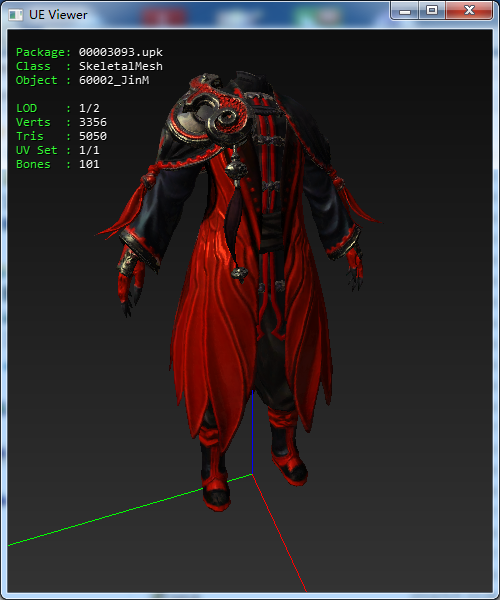 UE Viewer
Package: 00003093.upk
Class : SkeletalMesh
Object : 60002_JinM
LOD : 1/2
Verts : 3356
Tris : 5050
UV Set : 1/1
Bones : 101